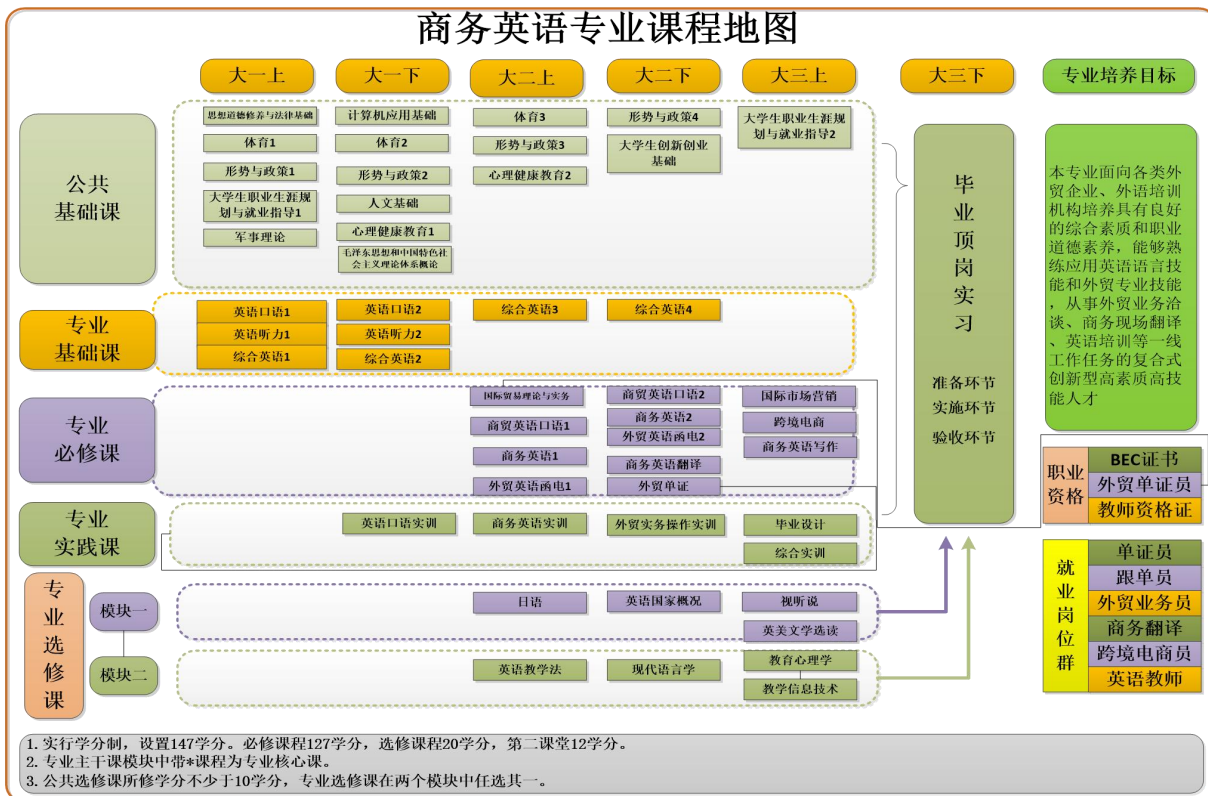 商务英语专业课程地图
大一上
大一下
大二上
大二下
大三上
大三下
专业培养目标
公共
基础课
思想道德修养与法律基础
体育1
形势与政策1
大学生职业生涯规
划与就业指导1
军事理论
计算机应用基础
体育2
形势与政策2
人文基础
心理健康教育1
毛泽东思想和中国特色社
会主义理论体系概论
体育3
形势与政策3
心理健康教育2
形势与政策4
大学生创新创业
基础
大学生职业生涯规
划与就业指导2
专业
基础课
英语口语1
英语听力1
综合英语1
英语口语2
英语听力2
综合英语2
综合英语3
综合英语4
专业
必修课
国际贸易理论与实务
商贸英语口语1
商务英语1
外贸英语函电1
商贸英语口语2
商务英语2
外贸英语函电2
商务英语翻译
外贸单证
国际市场营销
跨境电商
商务英语写作
专业
实践课
英语口语实训
商务英语实训
外贸实务操作实训
毕业设计
综合实训
专
业
选
修
课
模块一
模块二
日语
英语国家概况
视听说
英美文学选读
英语教学法
现代语言学
教育心理学
教学信息技术
毕
业
顶
岗
实
习
准备环节
实施环节
验收环节
本专业面向各类外
贸企业、外语培训
机构培养具有良好
的综合素质和职业
道德素养，能够熟
练应用英语语言技
能和外贸专业技能
，从事外贸业务洽
谈、商务现场翻译
、英语培训等一线
工作任务的复合式
创新型高素质高技
能人才
职业
资格
BEC证书
外贸单证员
教师资格证
就
业
岗
位
群
单证员
跟单员
外贸业务员
商务翻译
跨境电商员
英语教师
1. 实行学分制，设置147学分。必修课程127学分，选修课程20学分，第二课堂12学分。
2. 专业主干课模块中带*课程为专业核心课。
3. 公共选修课所修学分不少于10学分，专业选修课在两个模块中任选其一。